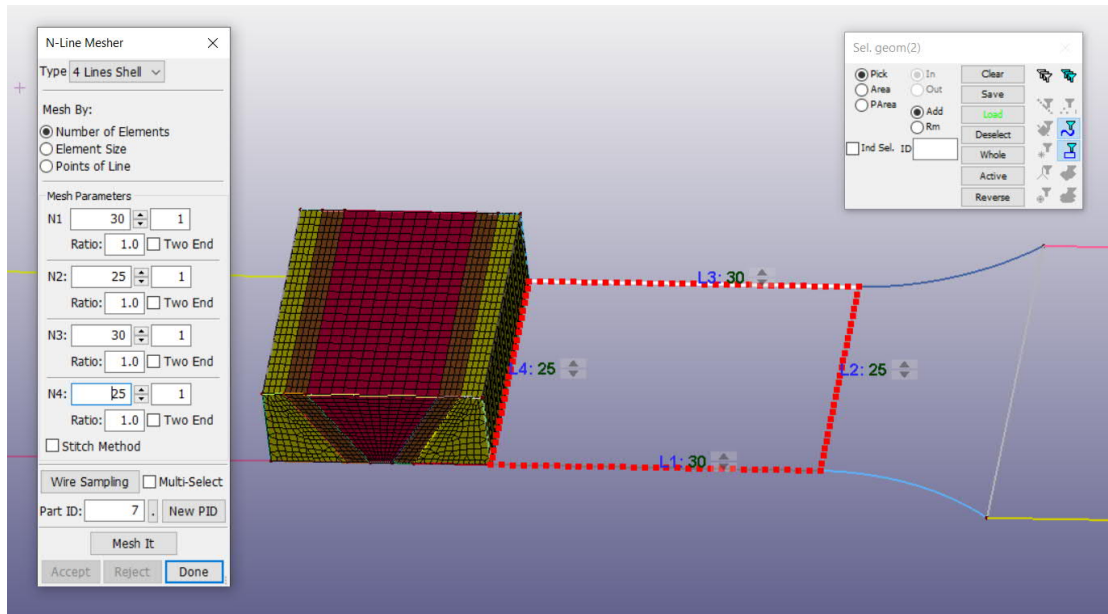 N-Line Mesher
Type 4 Lines Shell
Mesh By:
Number of Elements
Element Size
Points of Line
Mesh Parameters
N1 30 1
Ratio: 1.0 Two End
N2: 25 1
Ratio: 1.0 Two End
N3: 30 1
Ratio: 1.0 Two End
N4: 25 1
Ratio: 1.0 Two End
Stitch Method
Wire Sampling Multi-Select
Part ID: 7 . New PID
Mesh It
Accept Reject Done
Sel. geom(2)
Pick In Clear
Area Out Save
PArea Add Load
Rm Deselect
Ind Sel. ID Whole
Active
Reverse
L3: 30
L4: 25
L2: 25
L1: 30